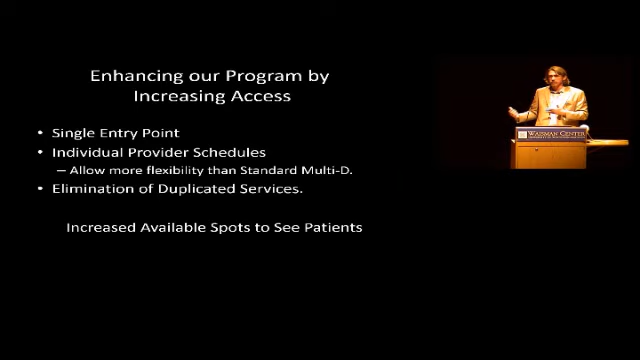 Enhancing our Program by
Increasing Access
• Single Entry Point
• Individual Provider Schedules
– Allow more flexibility than Standard Multi-D.
• Elimination of Duplicated Services.
Increased Available Spots to See Patients
WAISMAN CENTER